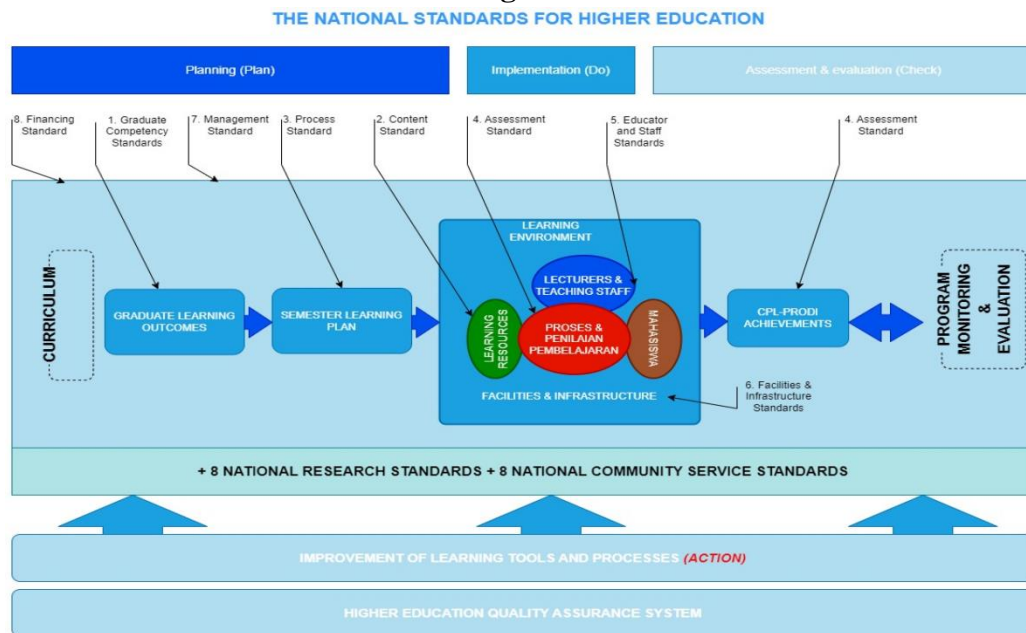 THE NATIONAL STANDARDS FOR HIGHER EDUCATION
Planning (Plan)
Implementation (Do)
Assessment & evaluation (Check)
8. Financing
Standard
1. Graduate
Competency
Standards
7. Management
Standard
3. Process
Standard
2. Content
Standard
4. Assessment
Standard
5. Educator
and Staff
Standards
4. Assessment
Standard
CURRICULUM
GRADUATE LEARNING
OUTCOMES
SEMESTER LEARNING
PLAN
LEARNING
ENVIRONMENT
LECTURERS &
TEACHING STAFF
LEARNING
RESOURCES
PROSES &
PENILAIAN
PEMBELAJARAN
MAHASISWA
FACILITIES & INFRASTRUCTURE
CPL-PRODI
ACHIEVEMENTS
PROGRAM
MONITORING
&
EVALUATION
6. Facilities &
Infrastructure
Standards
+ 8 NATIONAL RESEARCH STANDARDS + 8 NATIONAL COMMUNITY SERVICE STANDARDS
IMPROVEMENT OF LEARNING TOOLS AND PROCESSES (ACTION)
HIGHER EDUCATION QUALITY ASSURANCE SYSTEM